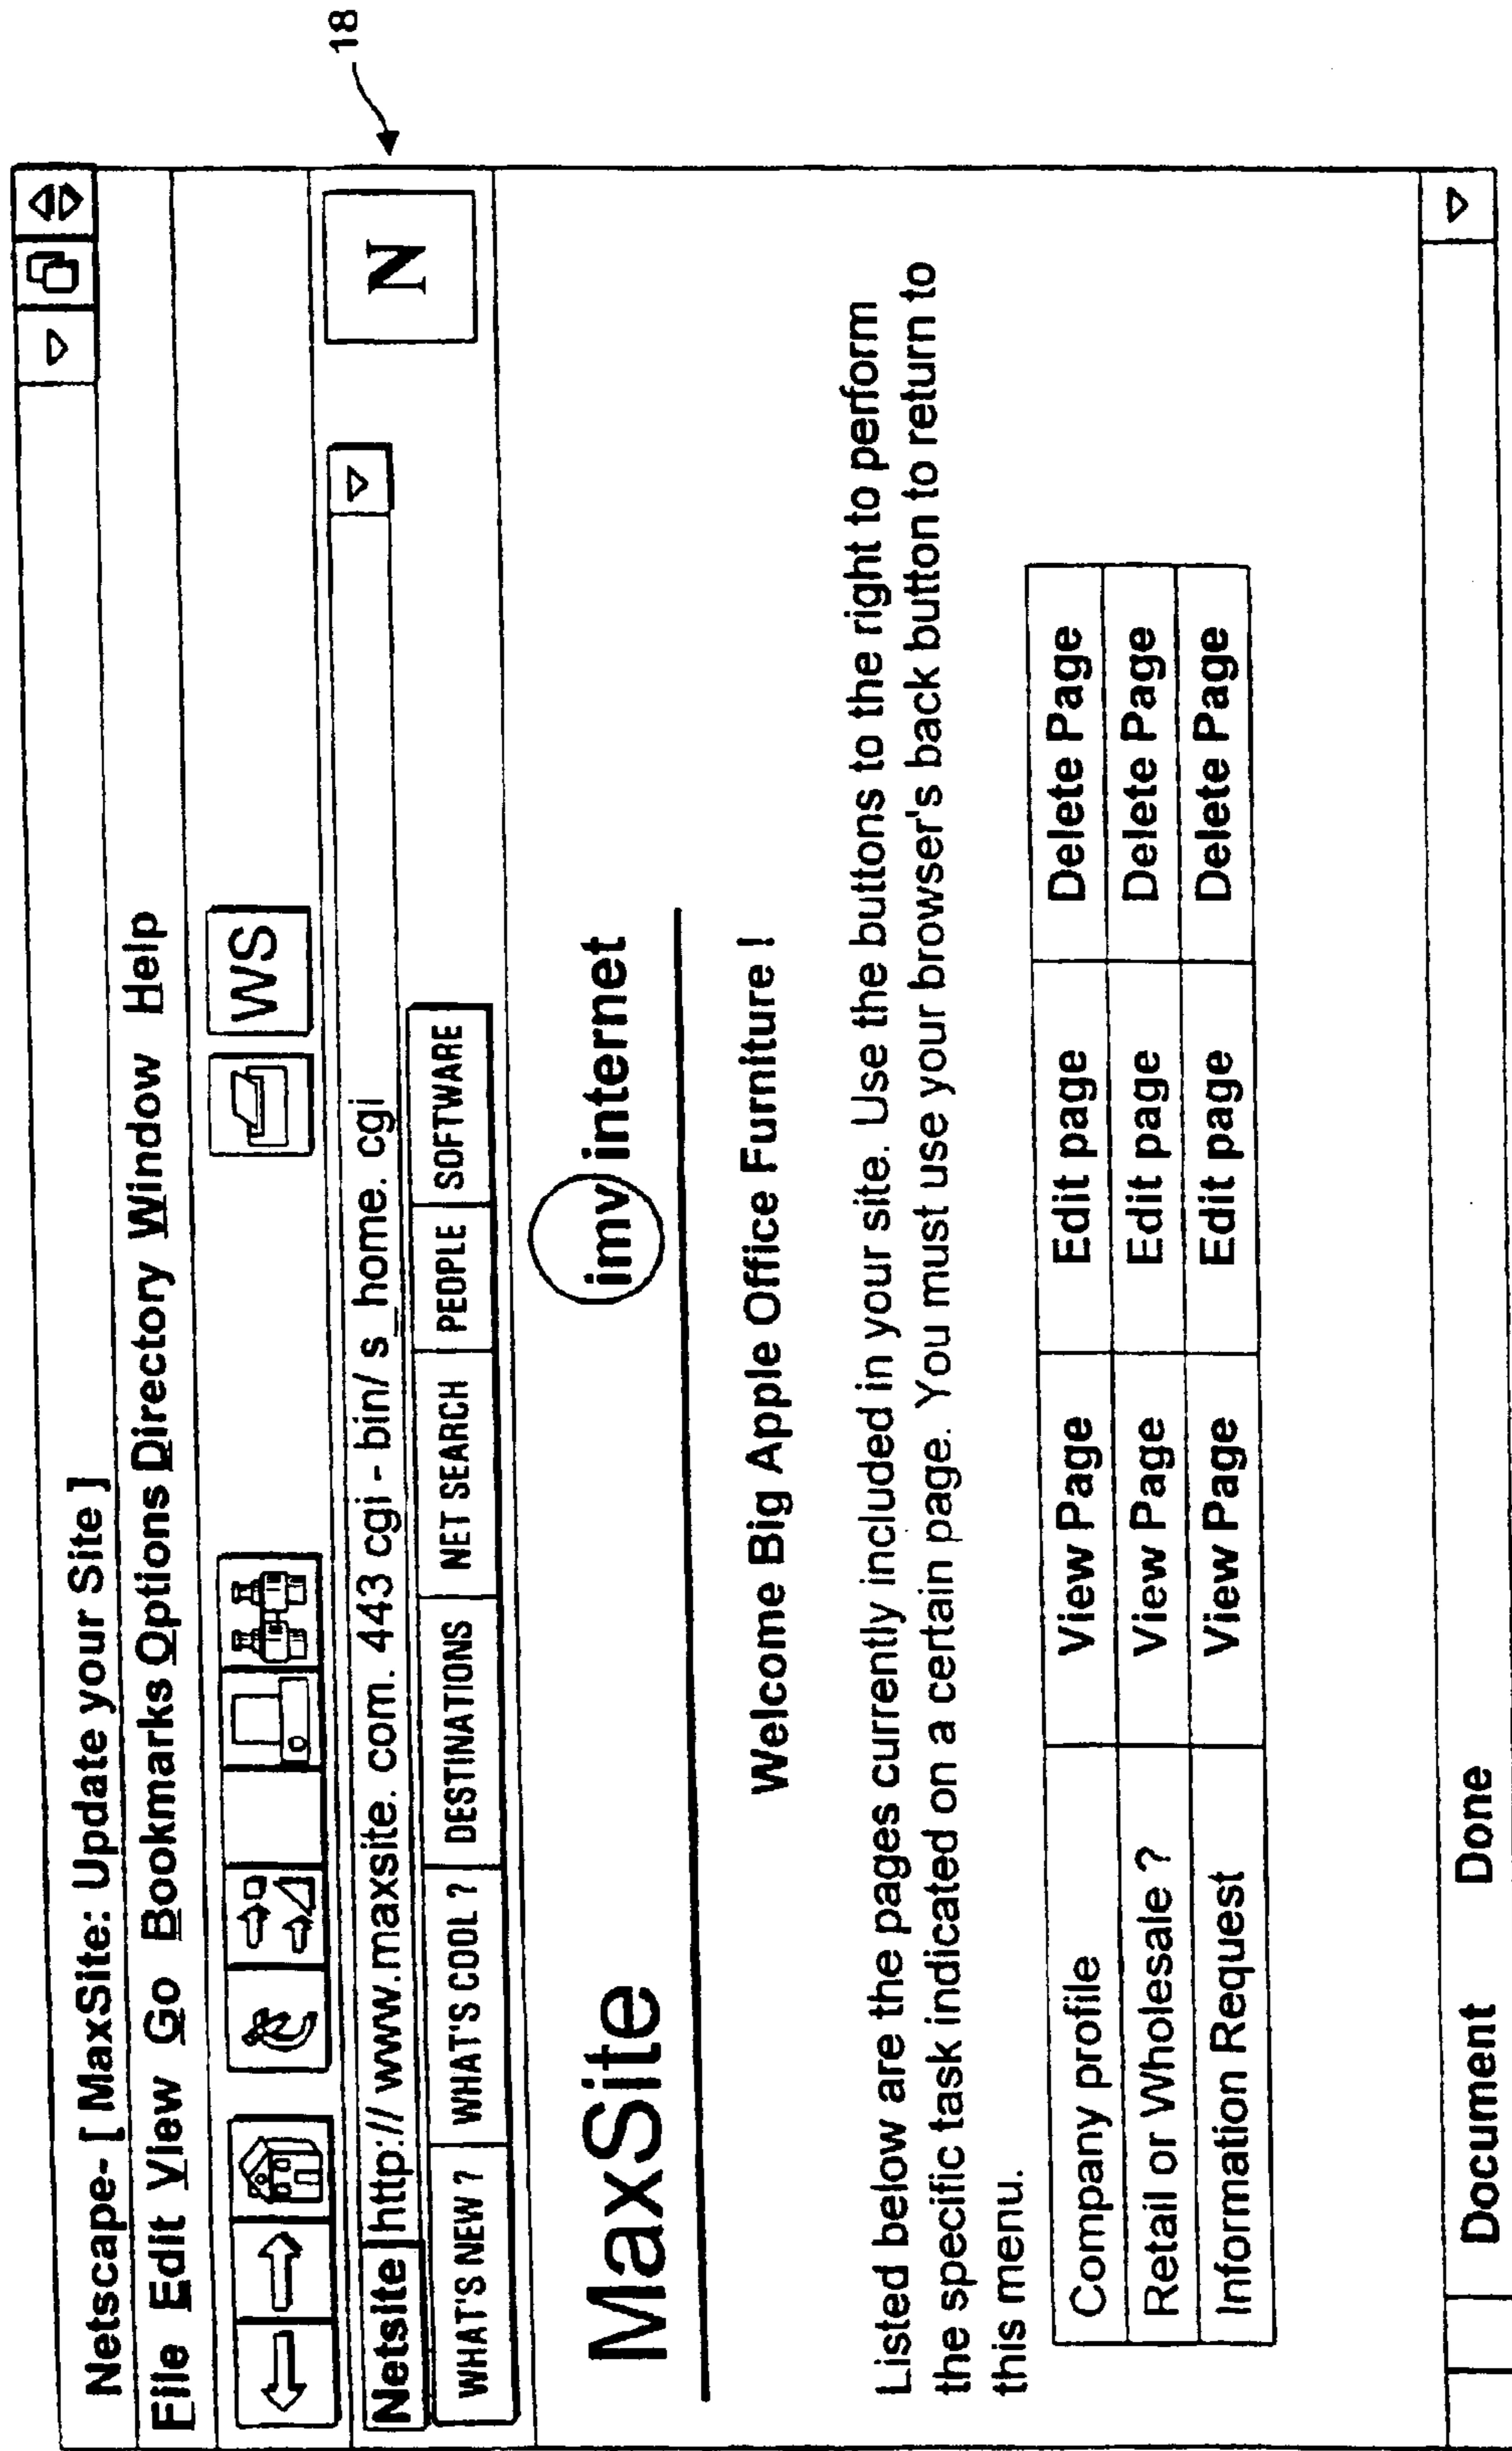 18
Netscape- [ MaxSite: Update your Site ]
File Edit View Go Bookmarks Options Directory Window Help
WS
Netsite http:// www.maxsite. com. 443 cgi - bin/ s_home. cgi
N
WHAT'S NEW ? WHAT'S COOL ? DESTINATIONS NET SEARCH PEOPLE SOFTWARE
MaxSite imv internet
Welcome Big Apple Office Furniture !
Listed below are the pages currently included in your site. Use the buttons to the right to perform
the specific task indicated on a certain page. You must use your browser's back button to return to
this menu.
Company profile View Page Edit page Delete Page
Retail or Wholesale ? View Page Edit page Delete Page
Information Request View Page Edit page Delete Page
Document Done